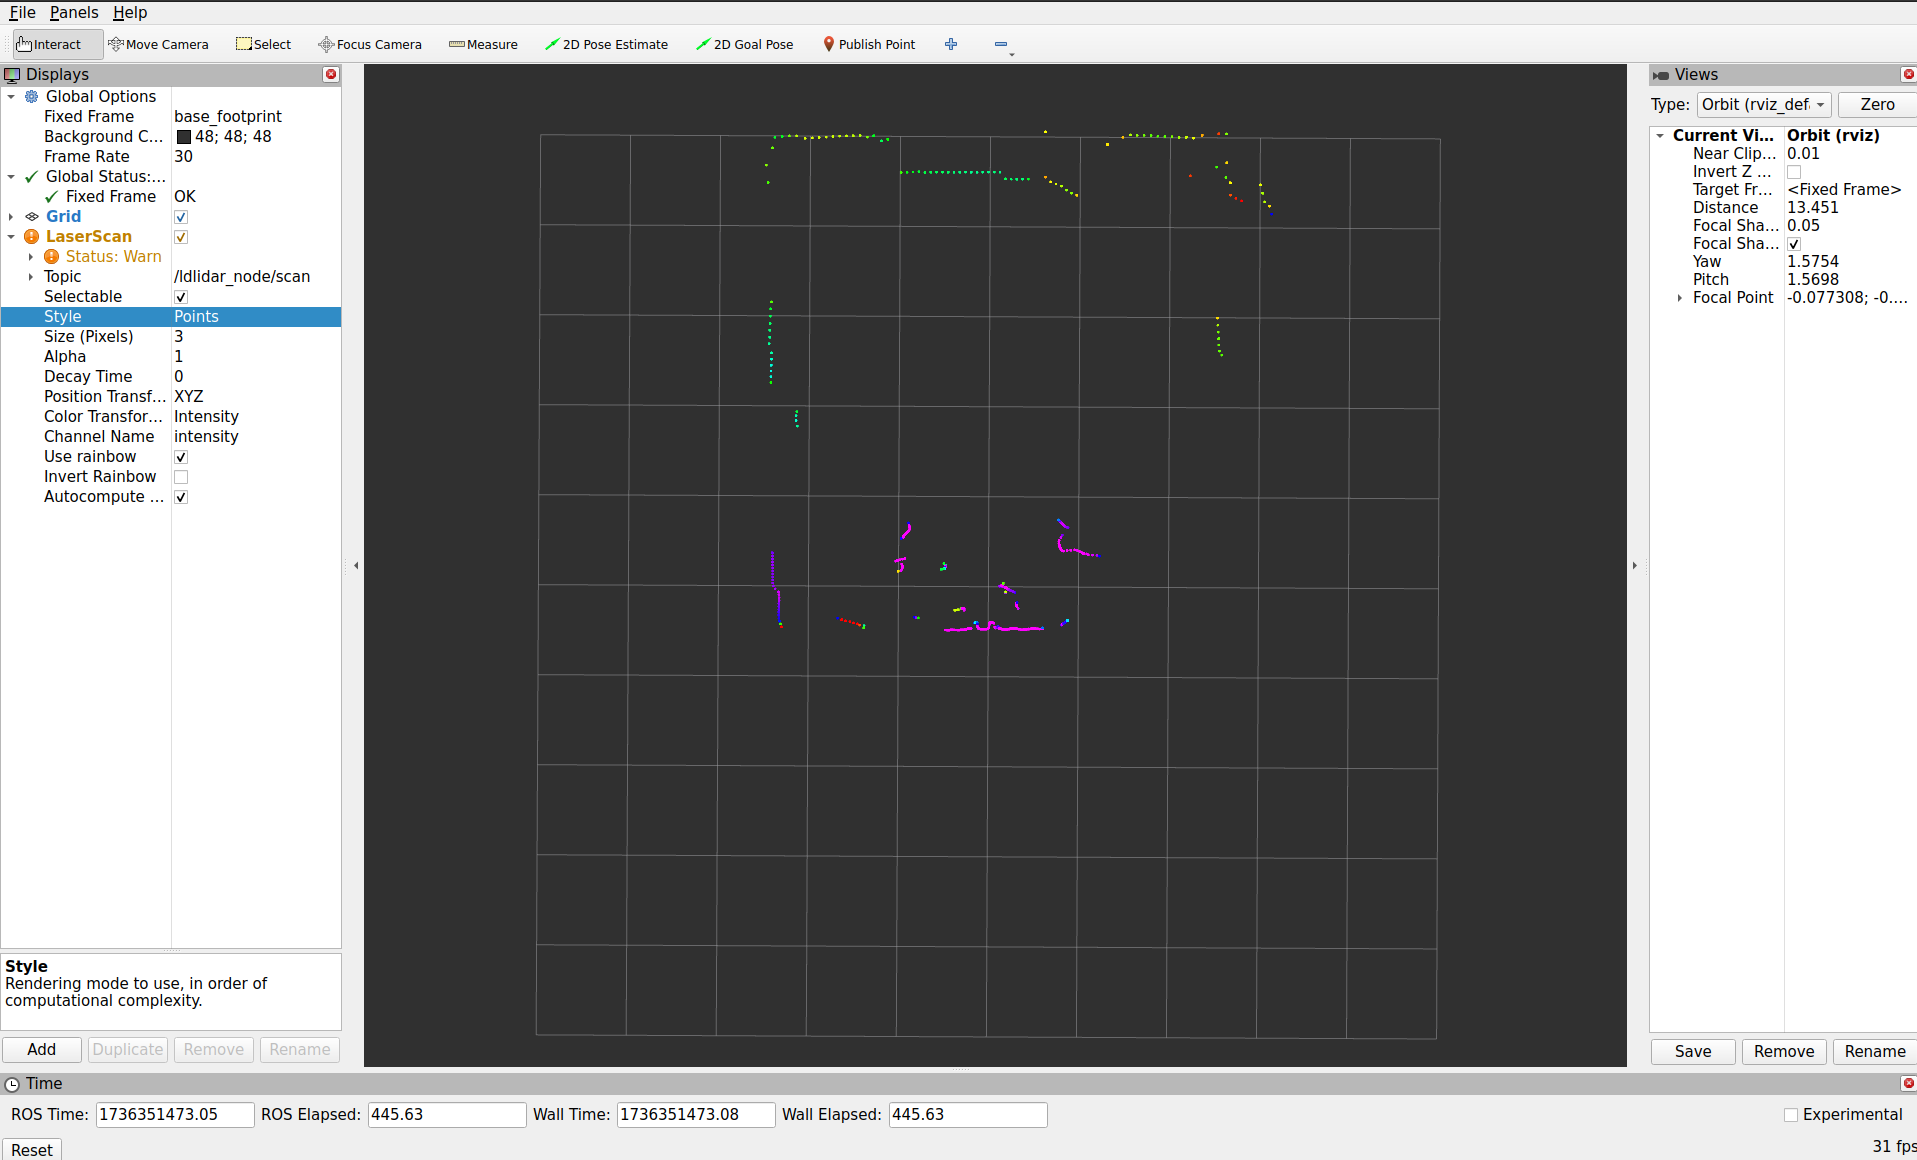 File Panels Help
Interact Move Camera Select Focus Camera Measure 2D Pose Estimate 2D Goal Pose Publish Point
Displays
Global Options
Fixed Frame base_footprint
Background C... 48; 48; 48
Frame Rate 30
Global Status:...
Fixed Frame OK
Grid
LaserScan
Status: Warn
Topic /ldlidar_node/scan
Selectable
Style Points
Size (Pixels) 3
Alpha 1
Decay Time 0
Position Transf... XYZ
Color Transfor... Intensity
Channel Name intensity
Use rainbow
Invert Rainbow
Autocompute ...
Style
Rendering mode to use, in order of
computational complexity.
Add Duplicate Remove Rename
Views
Type: Orbit (rviz_def Zero
Current Vi... Orbit (rviz)
Near Clip... 0.01
Invert Z ...
Target Fr... <Fixed Frame>
Distance 13.451
Focal Sha... 0.05
Focal Sha...
Yaw 1.5754
Pitch 1.5698
Focal Point -0.077308; -0....
Save Remove Rename
Time
ROS Time: 1736351473.05 ROS Elapsed: 445.63 Wall Time: 1736351473.08 Wall Elapsed: 445.63 Experimental
Reset 31 fps